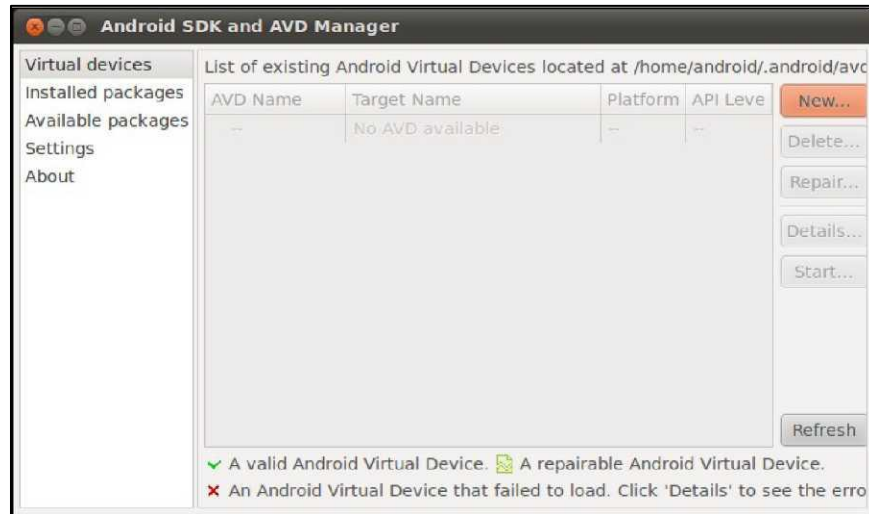 Android SDK and AVD Manager
Virtual devices
Installed packages
Available packages
Settings
About
List of existing Android Virtual Devices located at /home/android/.android/avd
AVD Name Target Name Platform API Leve
-- No AVD available -- --
New...
Delete...
Repair...
Details...
Start...
Refresh
A valid Android Virtual Device. A repairable Android Virtual Device.
An Android Virtual Device that failed to load. Click 'Details' to see the erro